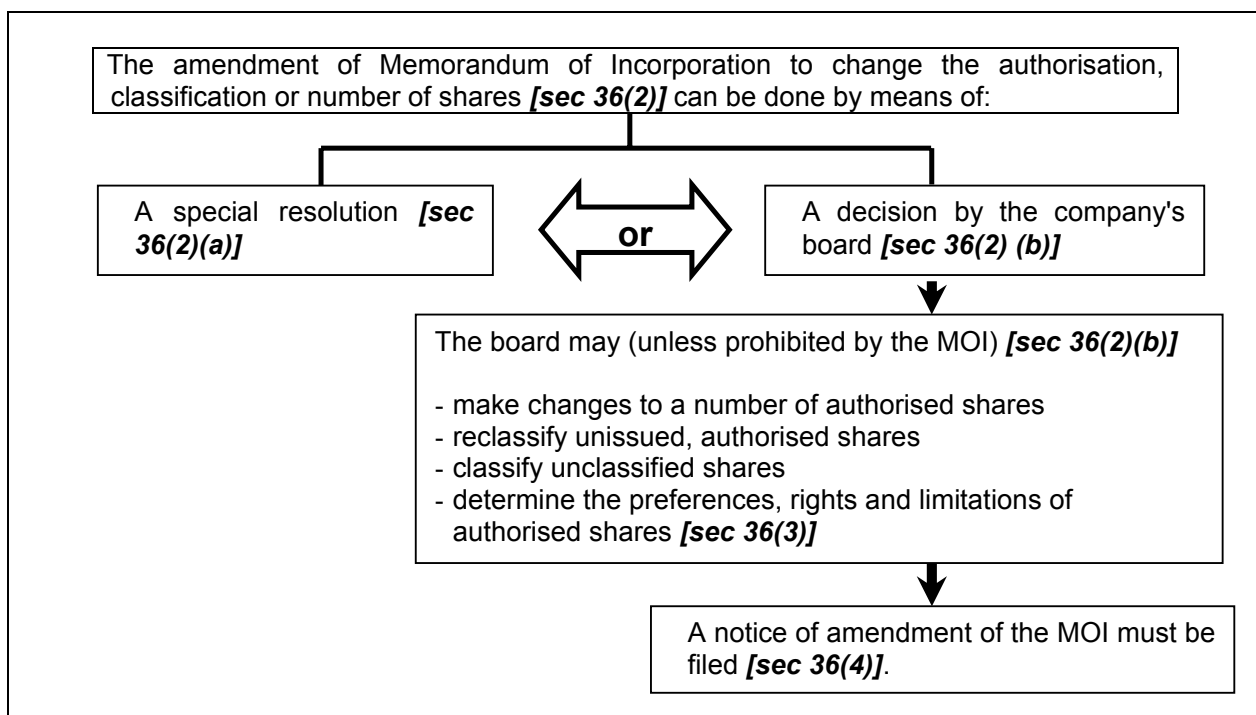 The amendment of Memorandum of Incorporation to change the authorisation,
classification or number of shares [sec 36(2)] can be done by means of:
A special resolution [sec
36(2)(a)]
or
A decision by the company's
board [sec 36(2) (b)]
The board may (unless prohibited by the MOI) [sec 36(2)(b)]
- make changes to a number of authorised shares
- reclassify unissued, authorised shares
- classify unclassified shares
- determine the preferences, rights and limitations of
authorised shares [sec 36(3)]
A notice of amendment of the MOI must be
filed [sec 36(4)].